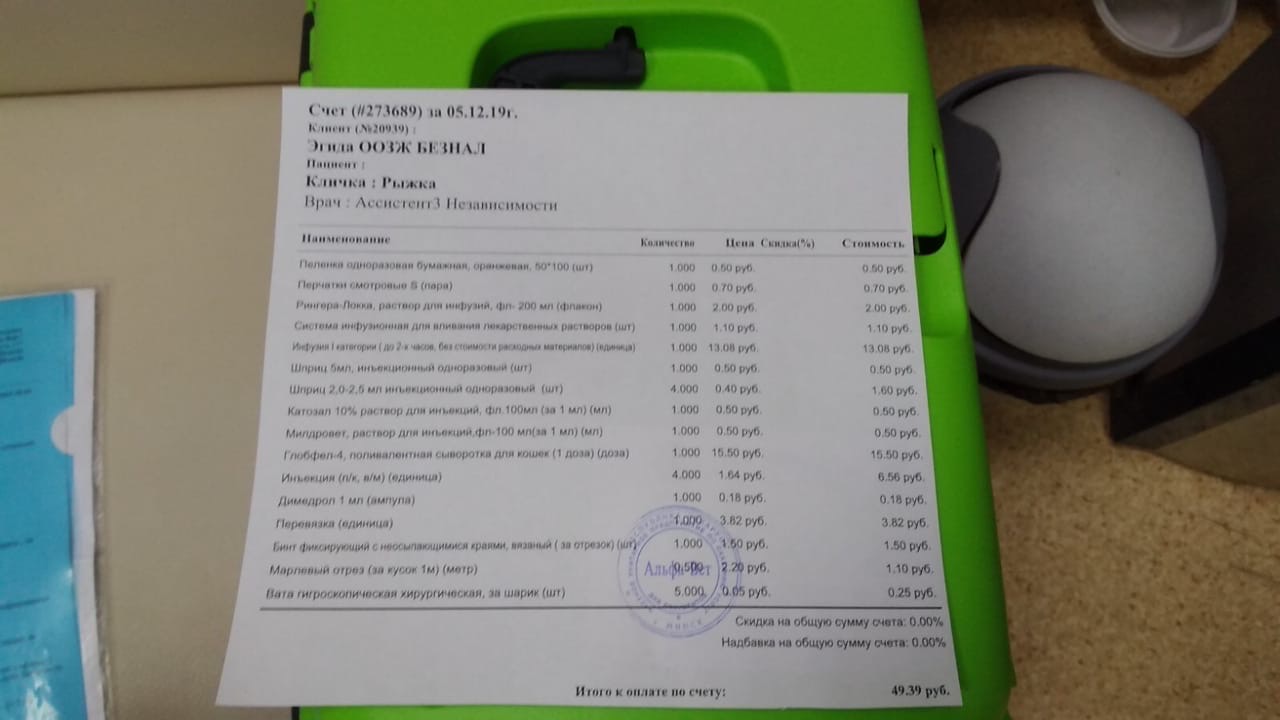 Счет (#273689) за 05.12.19г.
Клиент (№20939) :
Эгида ООЗЖ БЕЗНАЛ
Пациент :
Кличка : Рыжка
Врач : Ассистент3 Независимости
Наименование Количество Цена Скидка(%) Стоимость
Пеленка одноразовая бумажная, оранжевая, 50*100 (шт) 1.000 0.50 руб. 0.50 руб.
Перчатки смотровые S (пара) 1.000 0.70 руб. 0.70 руб.
Рингера-Локка, раствор для инфузий, фл- 200 мл (флакон) 1.000 2.00 руб. 2.00 руб.
Система инфузионная для вливания лекарственных растворов (шт) 1.000 1.10 руб. 1.10 руб.
Инфузия I категории ( до 2-х часов, без стоимости расходных материалов) (единица) 1.000 13.08 руб. 13.08 руб.
Шприц 5мл, инъекционный одноразовый (шт) 1.000 0.50 руб. 0.50 руб.
Шприц 2,0-2,5 мл инъекционный одноразовый (шт) 4.000 0.40 руб. 1.60 руб.
Катозал 10% раствор для инъекций, фл.100мл (за 1 мл) (мл) 1.000 0.50 руб. 0.50 руб.
Милдровет, раствор для инъекций,фл-100 мл(за 1 мл) (мл) 1.000 0.50 руб. 0.50 руб.
Глобфел-4, поливалентная сыворотка для кошек (1 доза) (доза) 1.000 15.50 руб. 15.50 руб.
Инъекция (п/к, в/м) (единица) 4.000 1.64 руб. 6.56 руб.
Димедрол 1 мл (ампула) 1.000 0.18 руб. 0.18 руб.
Перевязка (единица) 1.000 3.82 руб. 3.82 руб.
Бинт фиксирующий с неосыпающимися краями, вязаный ( за отрезок) (шт) 1.000 1.50 руб. 1.50 руб.
Марлевый отрез (за кусок 1м) (метр) 0.500 2.20 руб. 1.10 руб.
Вата гигроскопическая хирургическая, за шарик (шт) 5.000 0.05 руб. 0.25 руб.
Альфа-Вет
Скидка на общую сумму счета: 0.00%
Надбавка на общую сумму счета: 0.00%
Итого к оплате по счету: 49.39 руб.